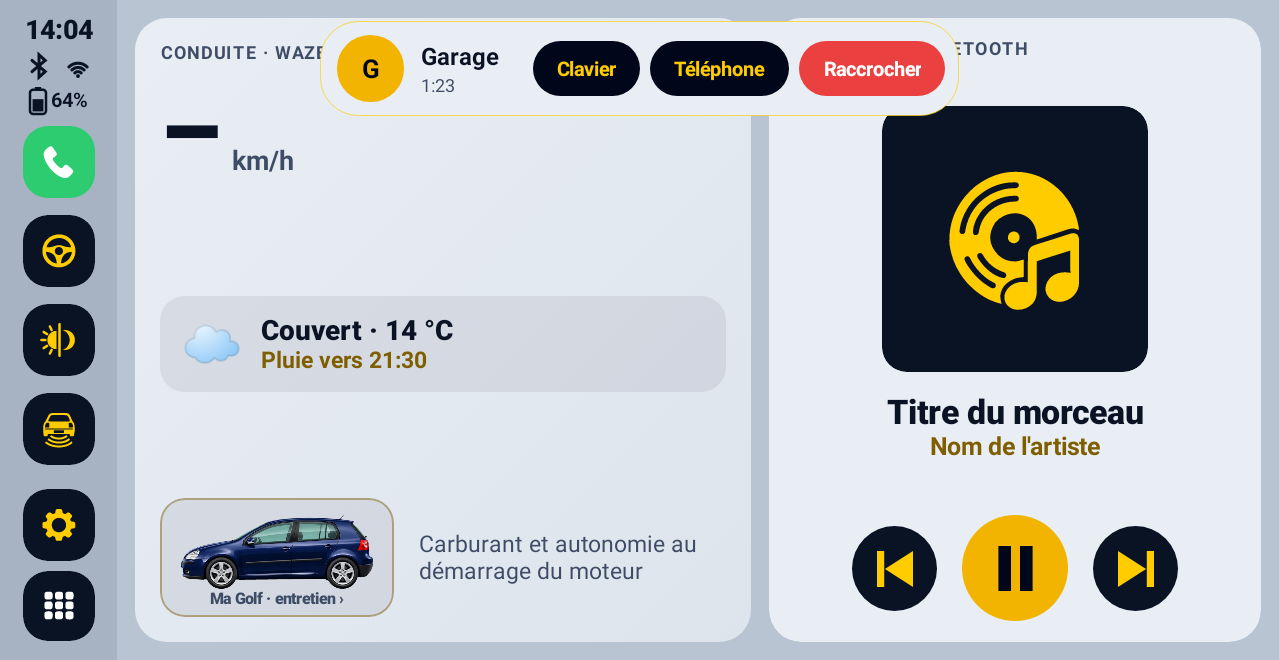 14:04
64%
CONDUITE · WAZE
G
Garage
1:23
Clavier
Téléphone
Raccrocher
ETOOTH
km/h
Couvert · 14 °C
Pluie vers 21:30
Ma Golf · entretien ›
Carburant et autonomie au
démarrage du moteur
Titre du morceau
Nom de l'artiste